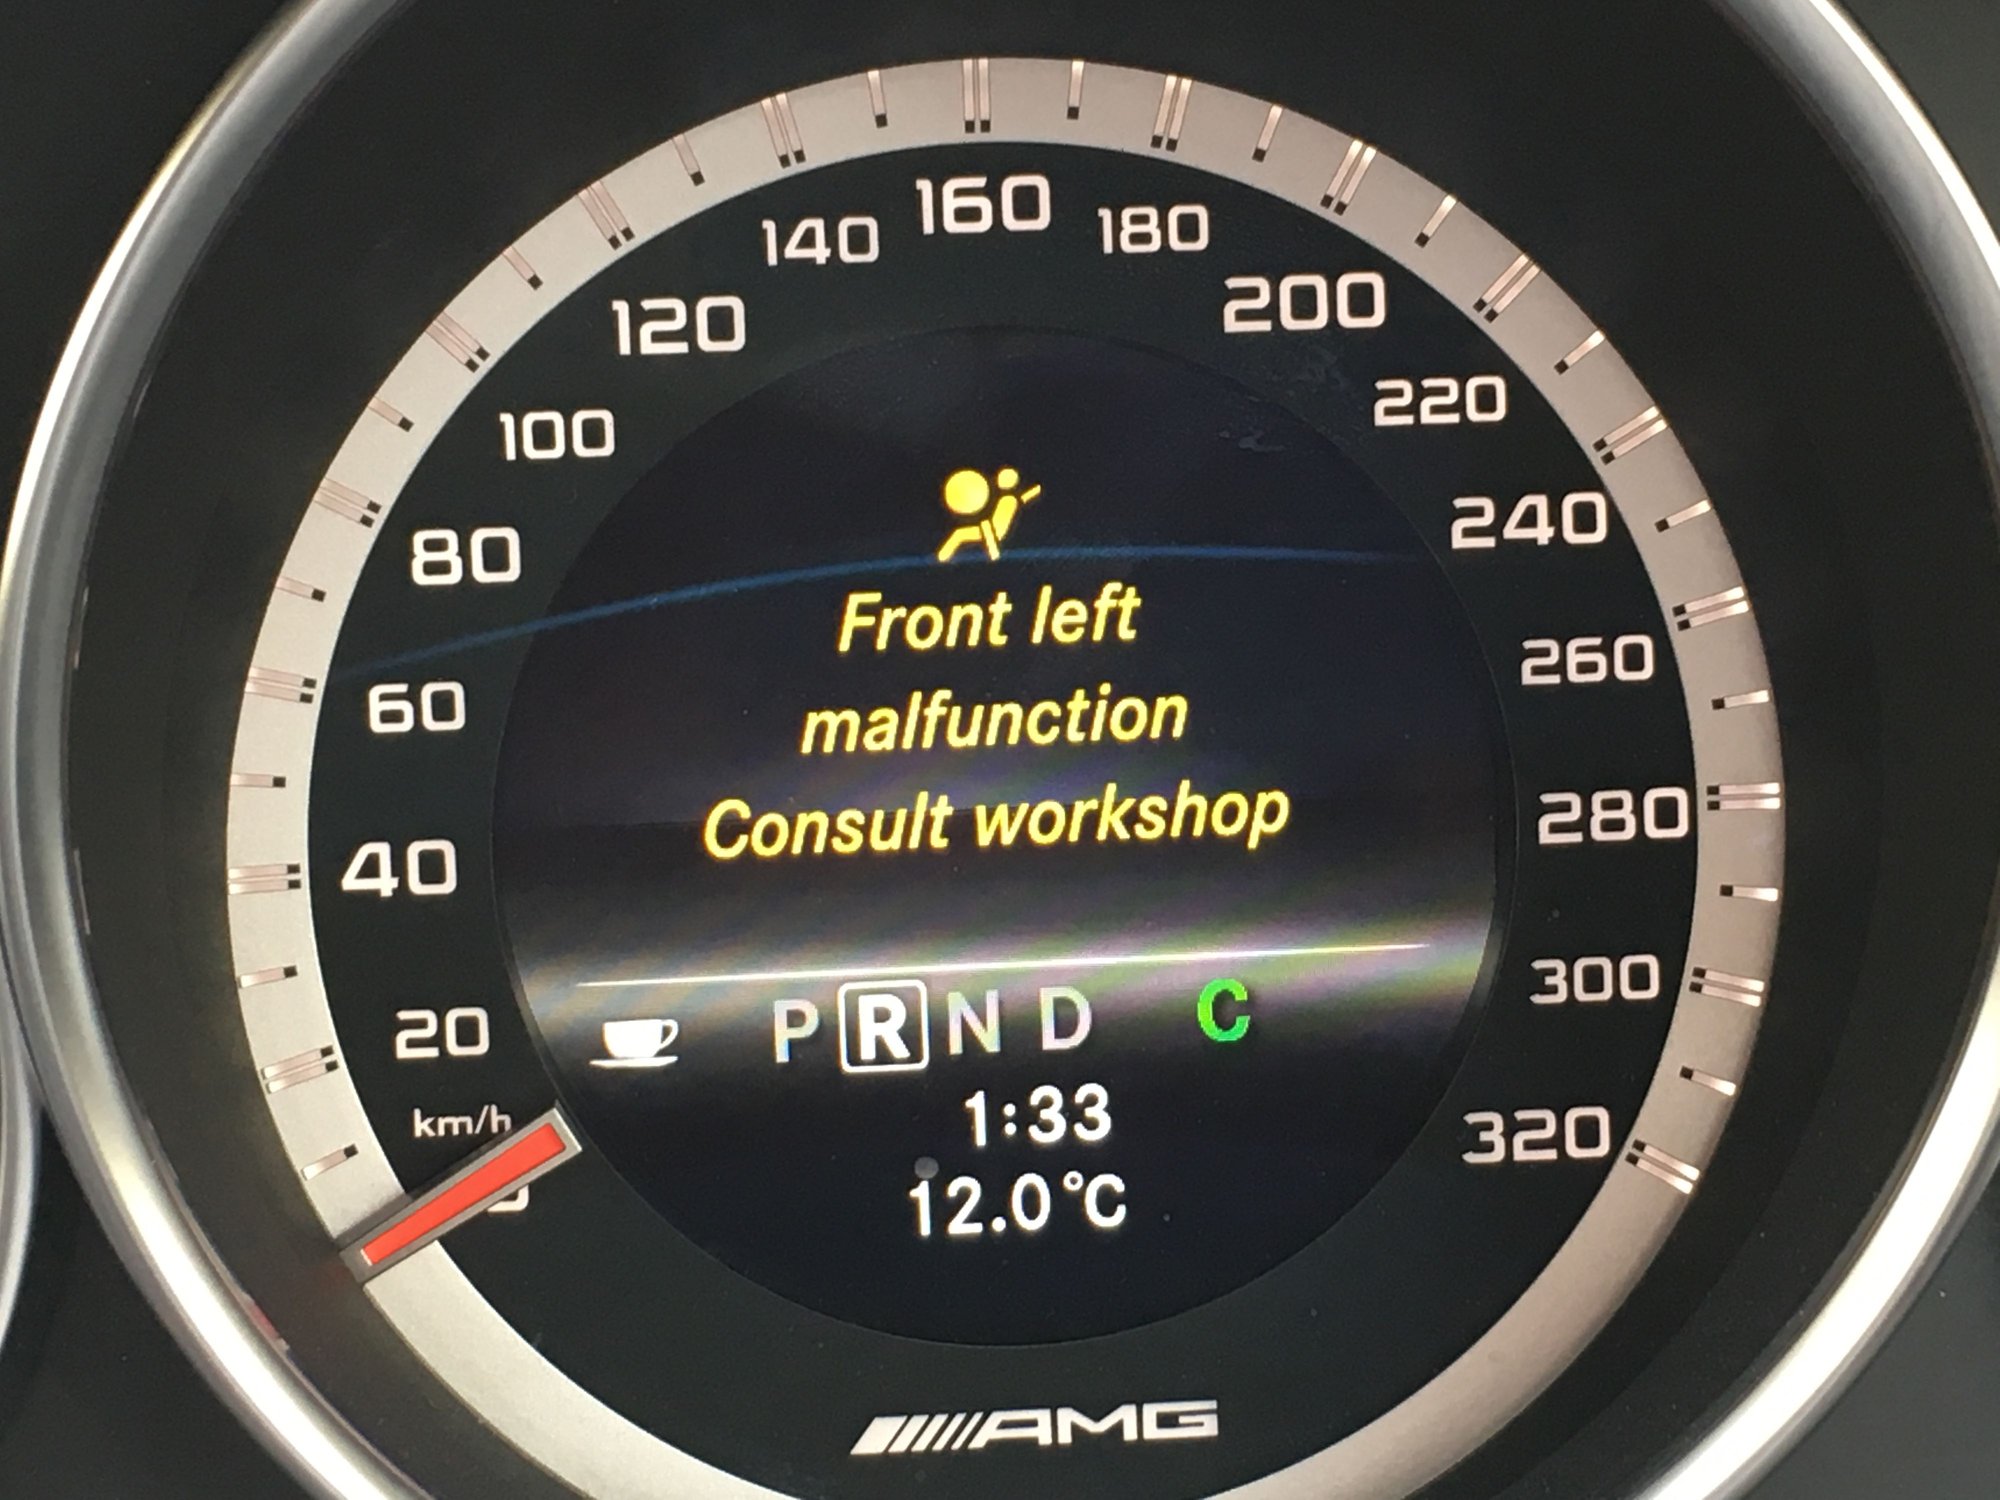 160
140
180
120
200
100
220
80
240
60
260
40
280
20
300
km/h
320
Front left
malfunction
Consult workshop
P R N D C
1:33
12.0°C
AMG